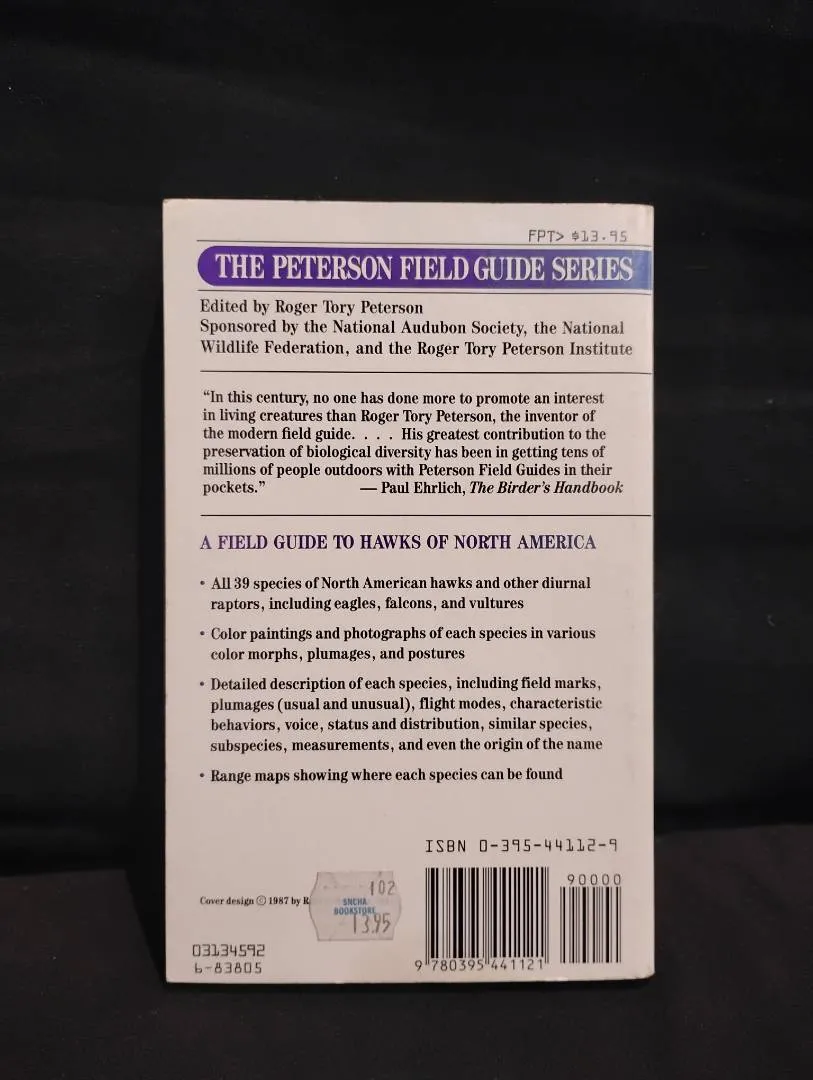 FPT> $13.95
THE PETERSON FIELD GUIDE SERIES
Edited by Roger Tory Peterson
Sponsored by the National Audubon Society, the National
Wildlife Federation, and the Roger Tory Peterson Institute
“In this century, no one has done more to promote an interest
in living creatures than Roger Tory Peterson, the inventor of
the modern field guide. . . . His greatest contribution to the
preservation of biological diversity has been in getting tens of
millions of people outdoors with Peterson Field Guides in their
pockets.” — Paul Ehrlich, The Birder's Handbook
A FIELD GUIDE TO HAWKS OF NORTH AMERICA
• All 39 species of North American hawks and other diurnal
raptors, including eagles, falcons, and vultures
• Color paintings and photographs of each species in various
color morphs, plumages, and postures
• Detailed description of each species, including field marks,
plumages (usual and unusual), flight modes, characteristic
behaviors, voice, status and distribution, similar species,
subspecies, measurements, and even the origin of the name
• Range maps showing where each species can be found
ISBN 0-395-44112-9
90000
Cover design © 1987 by R
102
SNCHA
BOOKSTORE
13.95
03134592
6-83805
9 780395 441121